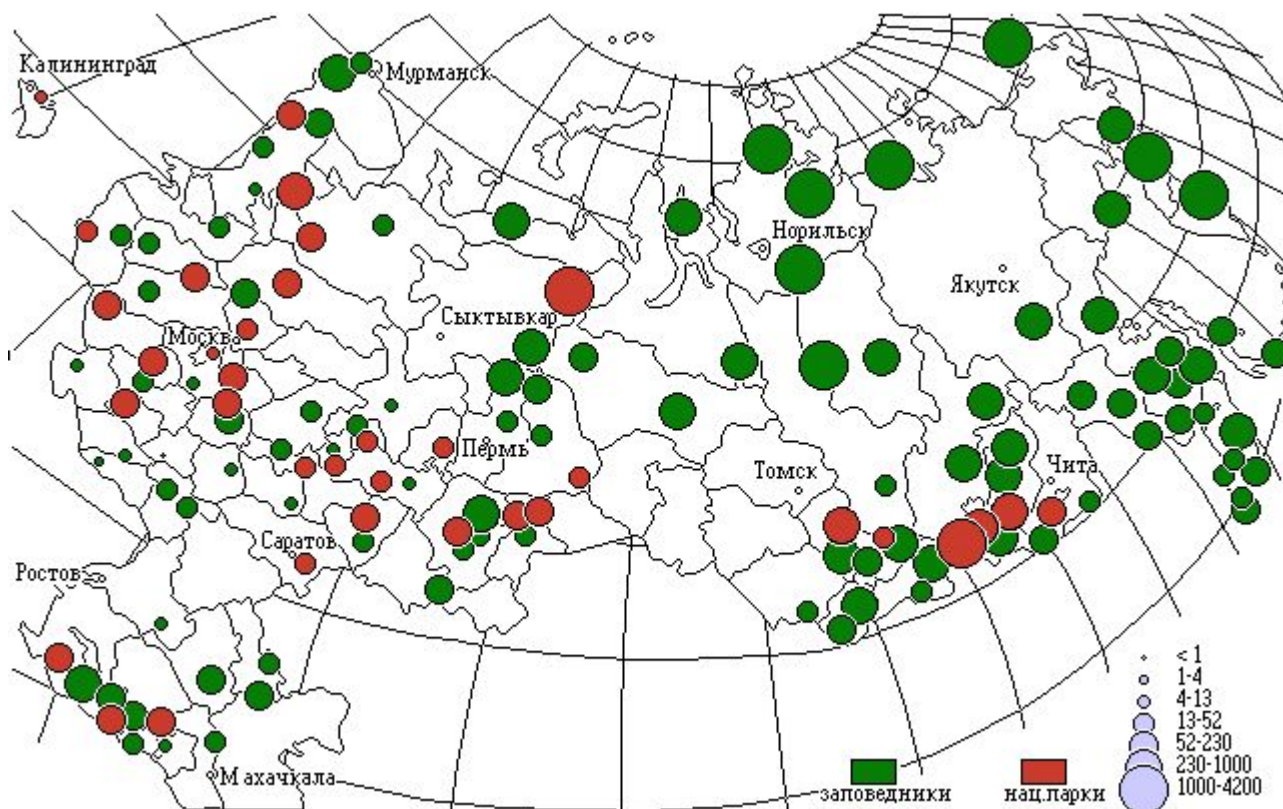 Калининград
Мурманск
Норильск
Якутск
Сыктывкар
Москва
Пермь
Томск
Чита
Саратов
Ростов
< 1
1-4
4-13
13-52
52-230
230-1000
1000-4200
Махачкала
заповедники
нац.парки